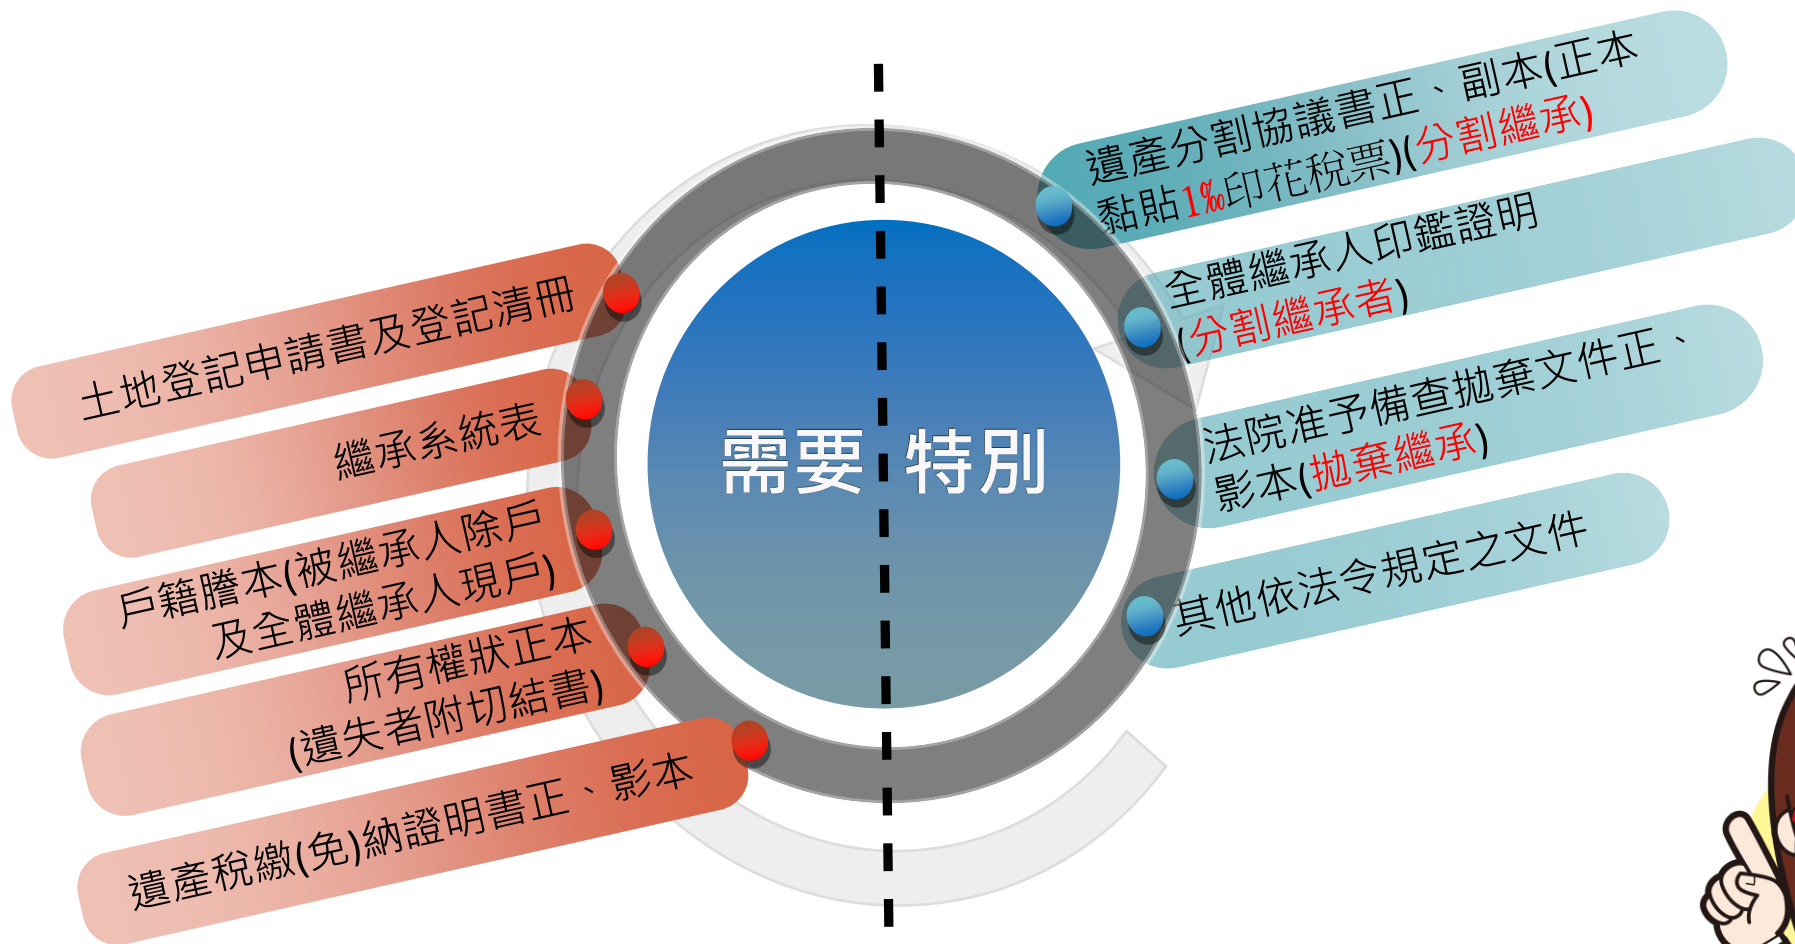 土地登記申請書及登記清冊
繼承系統表
戶籍謄本(被繼承人除戶
及全體繼承人現戶)
所有權狀正本
(遺失者附切結書)
遺產稅繳(免)納證明書正、影本
需要 特別
遺產分割協議書正、副本(正本
黏貼1‰印花稅票)(分割繼承)
全體繼承人印鑑證明
(分割繼承者)
法院准予備查拋棄文件正、
影本(拋棄繼承)
其他依法令規定之文件